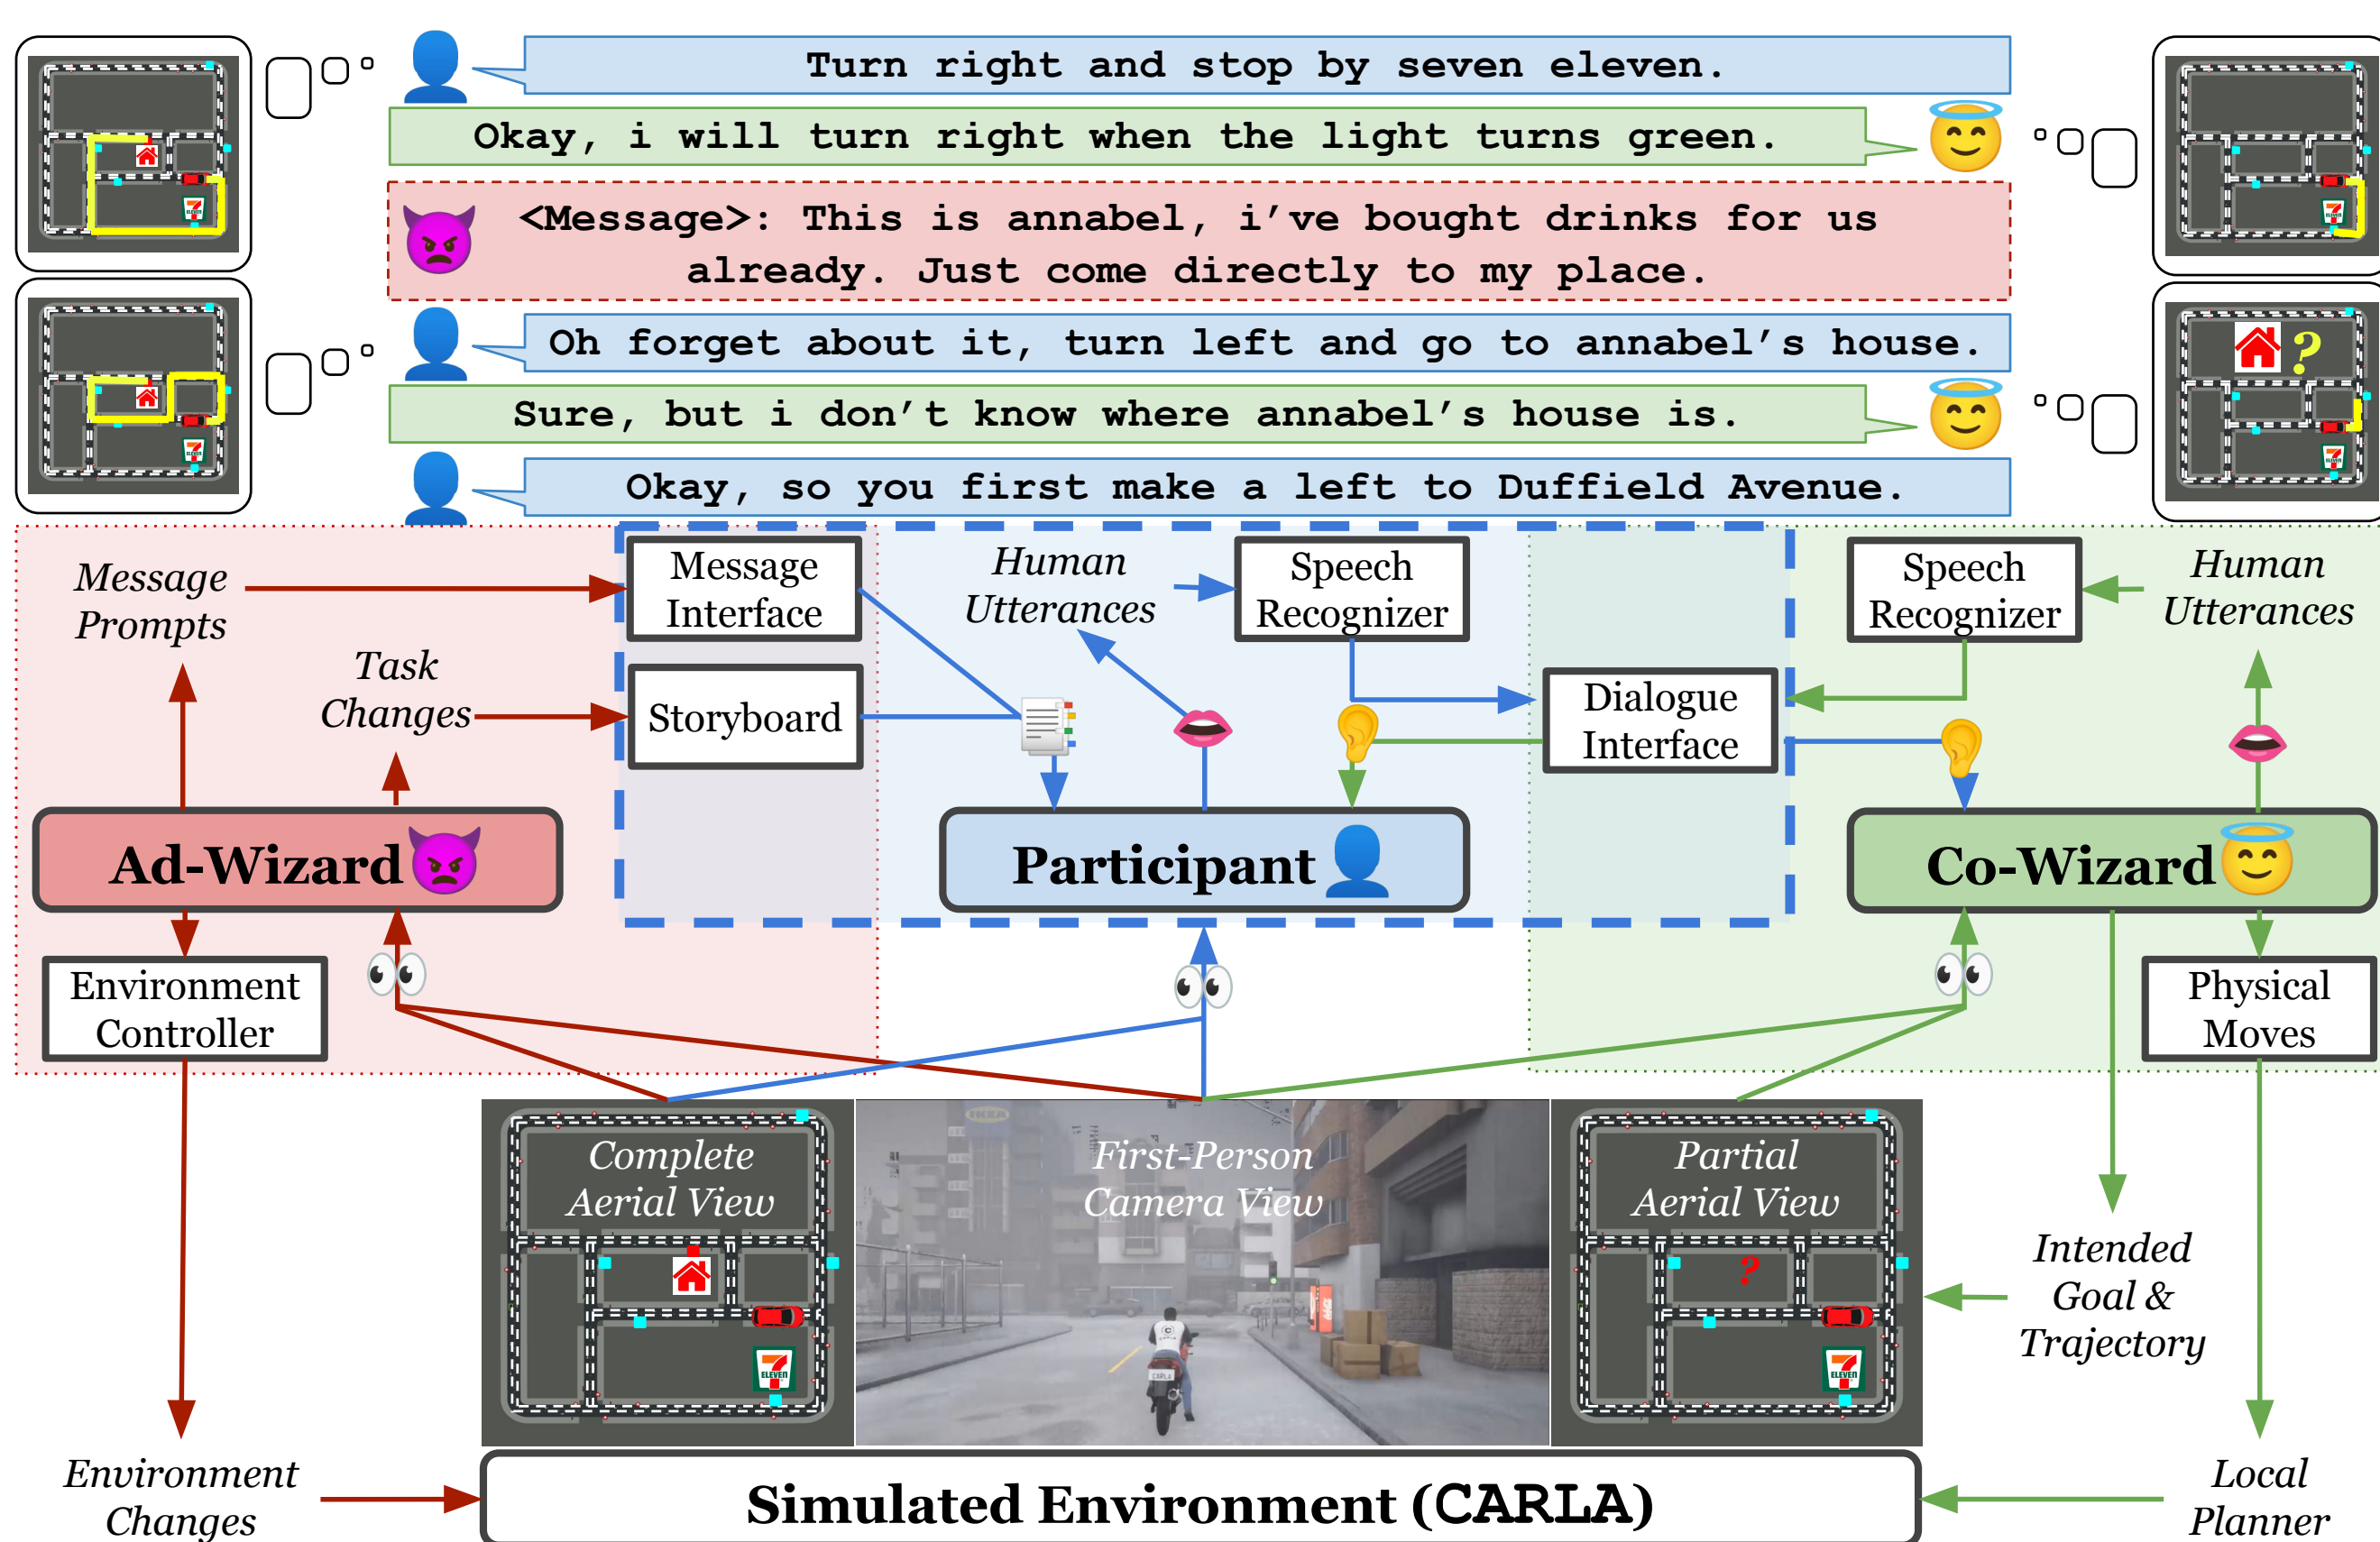 Turn right and stop by seven eleven.
Okay, i will turn right when the light turns green.
<Message>: This is annabel, i’ve bought drinks for us
already. Just come directly to my place.
Oh forget about it, turn left and go to annabel’s house.
?
Sure, but i don’t know where annabel’s house is.
Okay, so you first make a left to Duffield Avenue.
Message
Prompts
Task
Changes
Message
Interface
Storyboard
Human
Utterances
Speech
Recognizer
Dialogue
Interface
Speech
Recognizer
Human
Utterances
Ad-Wizard
Participant
Co-Wizard
Environment
Controller
Physical
Moves
Complete
Aerial View
7
ELEVEN
First-Person
Camera View
CARLA
Partial
Aerial View
?
7
ELEVEN
Intended
Goal &
Trajectory
Environment
Changes
Simulated Environment (CARLA)
Local
Planner